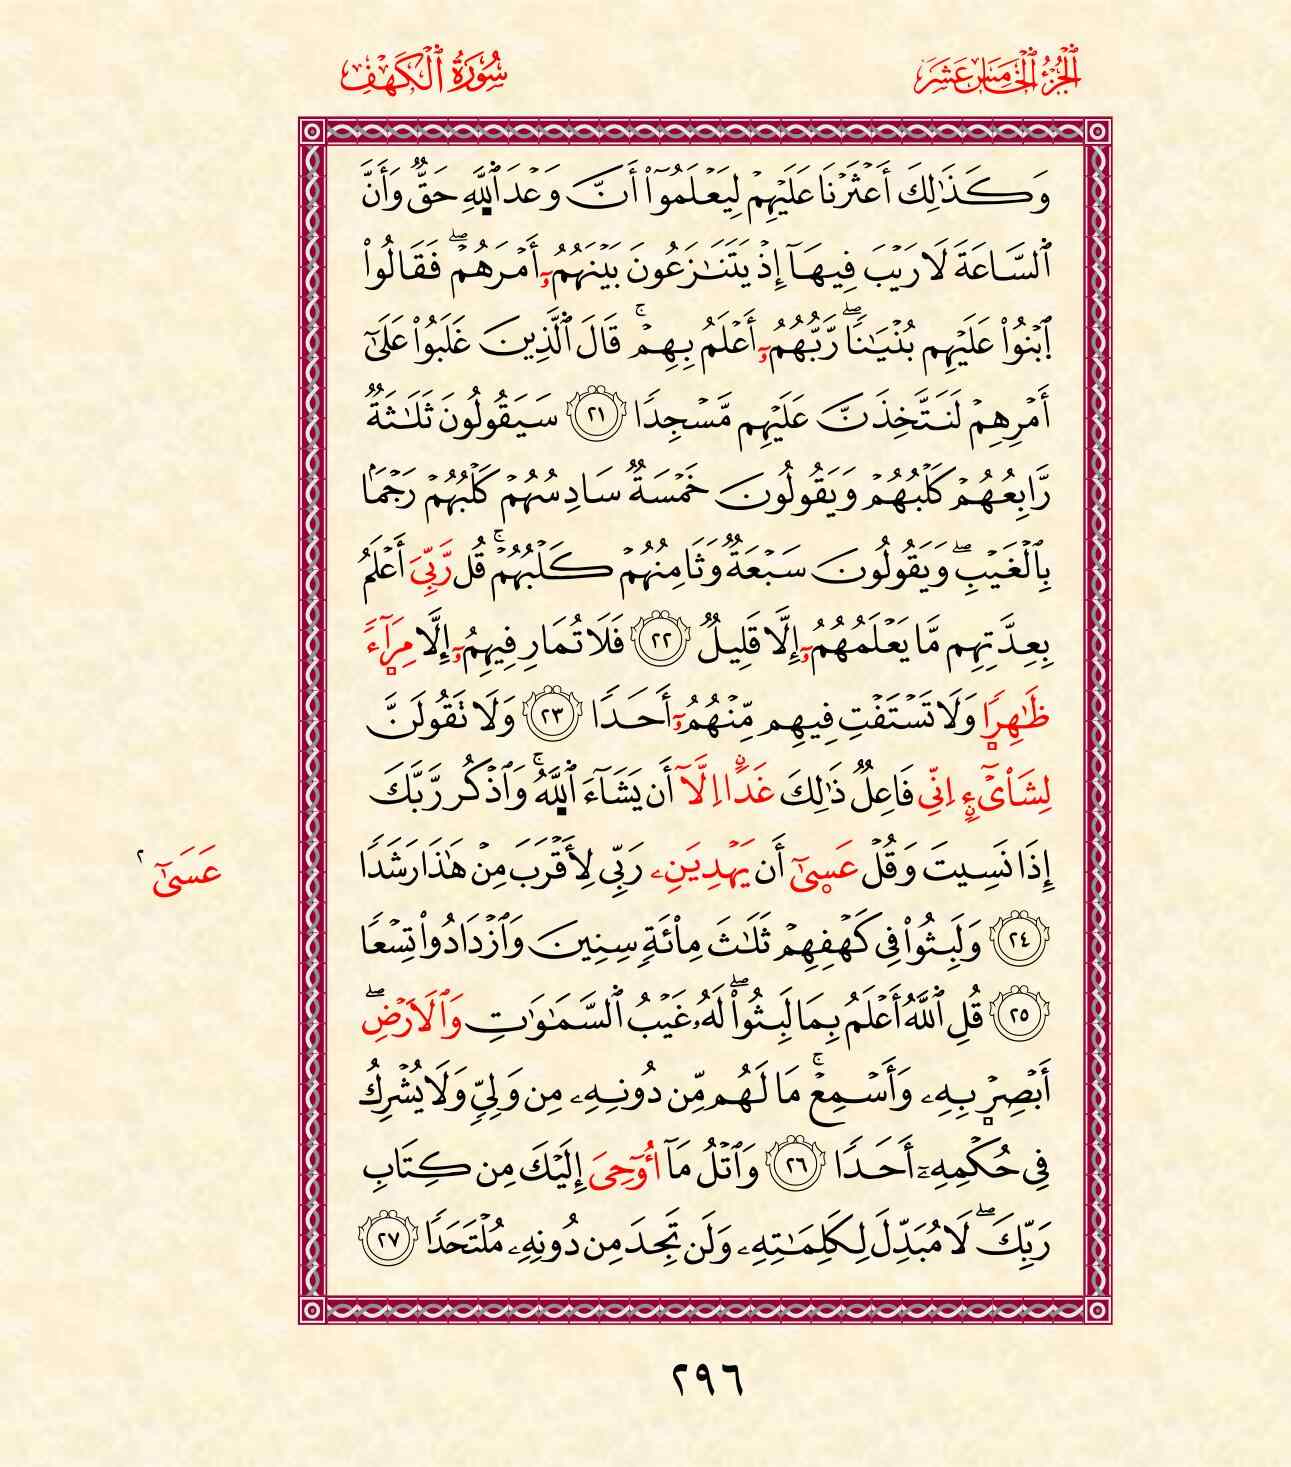 ٱلْجُزْءُ ٱلْخَامِسَ عَشَرَ
سُورَةُ ٱلْكَهْفِ
وَكَذَٰلِكَ أَعْثَرْنَا عَلَيْهِمْ لِيَعْلَمُوٓا۟ أَنَّ وَعْدَ ٱللَّهِ حَقٌّ وَأَنَّ
ٱلسَّاعَةَ لَا رَيْبَ فِيهَآ إِذْ يَتَنَـٰزَعُونَ بَيْنَهُمُۥٓ أَمْرَهُمْ ۖ فَقَالُوا۟
ٱبْنُوا۟ عَلَيْهِم بُنْيَـٰنًا ۖ رَّبُّهُمُۥٓ أَعْلَمُ بِهِمْ ۚ قَالَ ٱلَّذِينَ غَلَبُوا۟ عَلَىٰٓ
أَمْرِهِمْ لَنَتَّخِذَنَّ عَلَيْهِم مَّسْجِدًا ٢١ سَيَقُولُونَ ثَلَـٰثَةٌ
رَّابِعُهُمْ كَلْبُهُمْ وَيَقُولُونَ خَمْسَةٌ سَادِسُهُمْ كَلْبُهُمْ رَجْمًۢا
بِٱلْغَيْبِ ۖ وَيَقُولُونَ سَبْعَةٌ وَثَامِنُهُمْ كَلْبُهُمْ ۚ قُل رَّبِّىَ أَعْلَمُ
بِعِدَّتِهِم مَّا يَعْلَمُهُمُۥٓ إِلَّا قَلِيلٌ ٢٢ فَلَا تُمَارِ فِيهِمُۥٓ إِلَّا مِرَآءً
ظَـٰهِرًا وَلَا تَسْتَفْتِ فِيهِم مِّنْهُمُۥٓ أَحَدًا ٢٣ وَلَا تَقُولَنَّ
لِشَا۟ىْءٍ اِنِّى فَاعِلٌ ذَٰلِكَ غَدًا اِلَّآ أَن يَشَآءَ ٱللَّهُ ۚ وَٱذْكُر رَّبَّكَ
إِذَا نَسِيتَ وَقُلْ عَسٜىٰٓ أَن يَهْدِيَنِۦ رَبِّى لِأَقْرَبَ مِنْ هَـٰذَا رَشَدًا
عَسَىٰٓ ٢
٢٤ وَلَبِثُوا۟ فِى كَهْفِهِمْ ثَلَـٰثَ مِا۟ئَةٍ سِنِينَ وَٱزْدَادُوا۟ تِسْعًا
٢٥ قُلِ ٱللَّهُ أَعْلَمُ بِمَا لَبِثُوا۟ ۖ لَهُۥ غَيْبُ ٱلسَّمَـٰوَٰتِ وَٱلَارْضِ ۖ
أَبْصِرْ بِهِۦ وَأَسْمِعْ ۚ مَا لَهُم مِّن دُونِهِۦ مِن وَلِىٍّ وَلَا يُشْرِكُ
فِى حُكْمِهِۦٓ أَحَدًا ٢٦ وَٱتْلُ مَآ اُو۟حِىَ إِلَيْكَ مِن كِتَابِ
رَبِّكَ ۖ لَا مُبَدِّلَ لِكَلِمَـٰتِهِۦ وَلَن تَجِدَ مِن دُونِهِۦ مُلْتَحَدًا ٢٧
٢٩٦